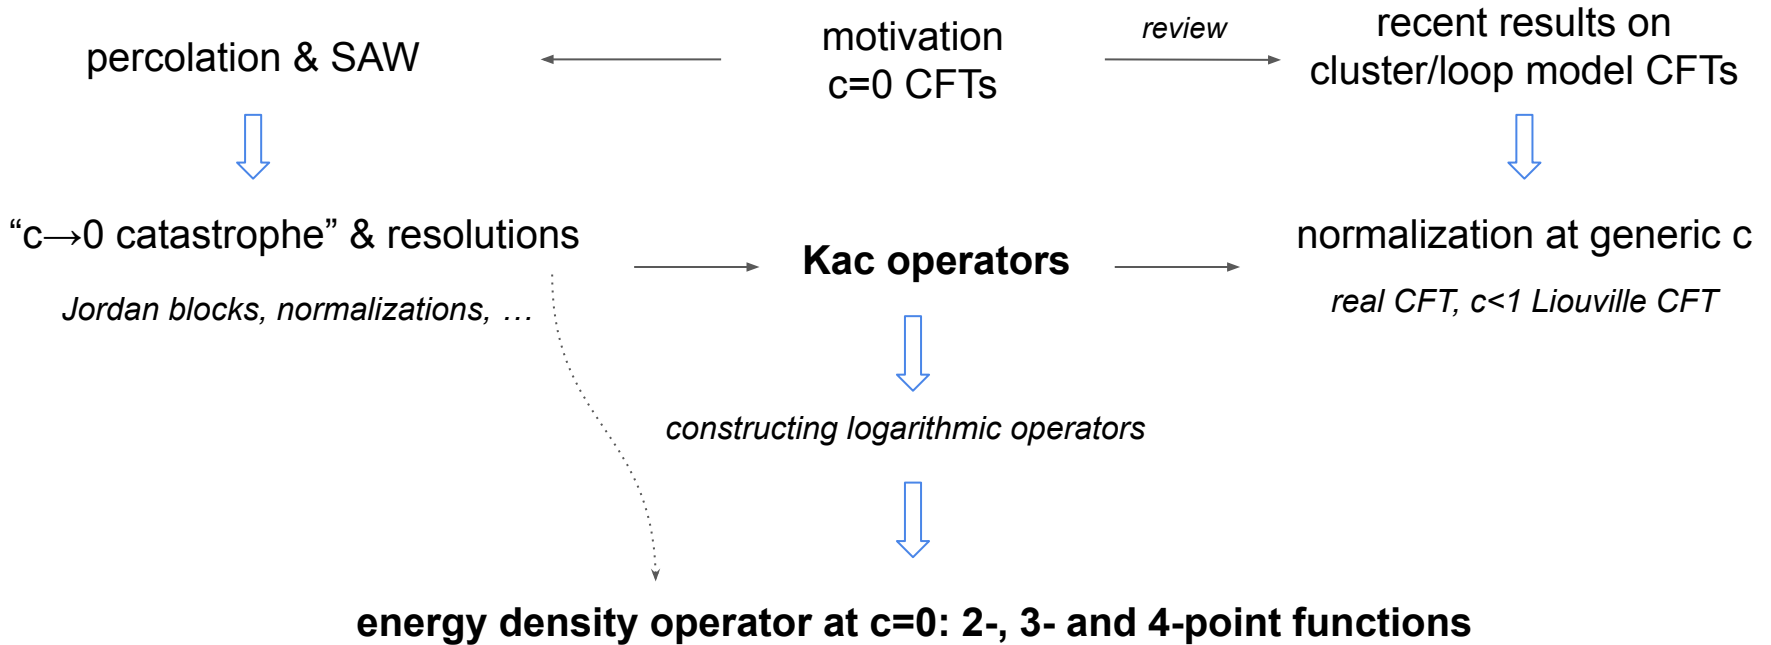 percolation & SAW
motivation
c=0 CFTs
review
recent results on
cluster/loop model CFTs
“c→0 catastrophe” & resolutions
Jordan blocks, normalizations, …
Kac operators
normalization at generic c
real CFT, c<1 Liouville CFT
constructing logarithmic operators
energy density operator at c=0: 2-, 3- and 4-point functions